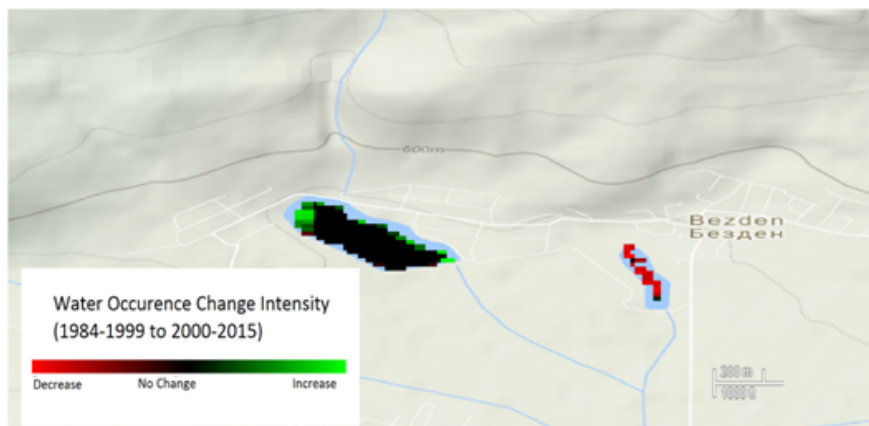 600m
Bezden
Безден
Water Occurence Change Intensity
(1984-1999 to 2000-2015)
Decrease No Change Increase
200 m
1000 ft